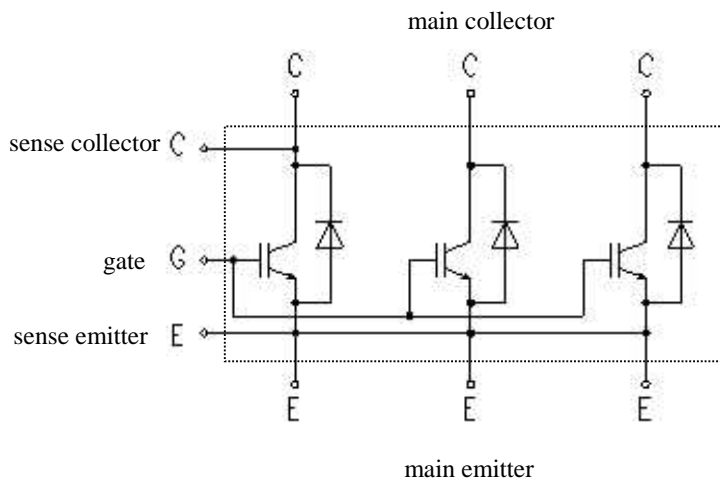 main collector
C C C
sense collector C
gate G
sense emitter E
E E E
main emitter